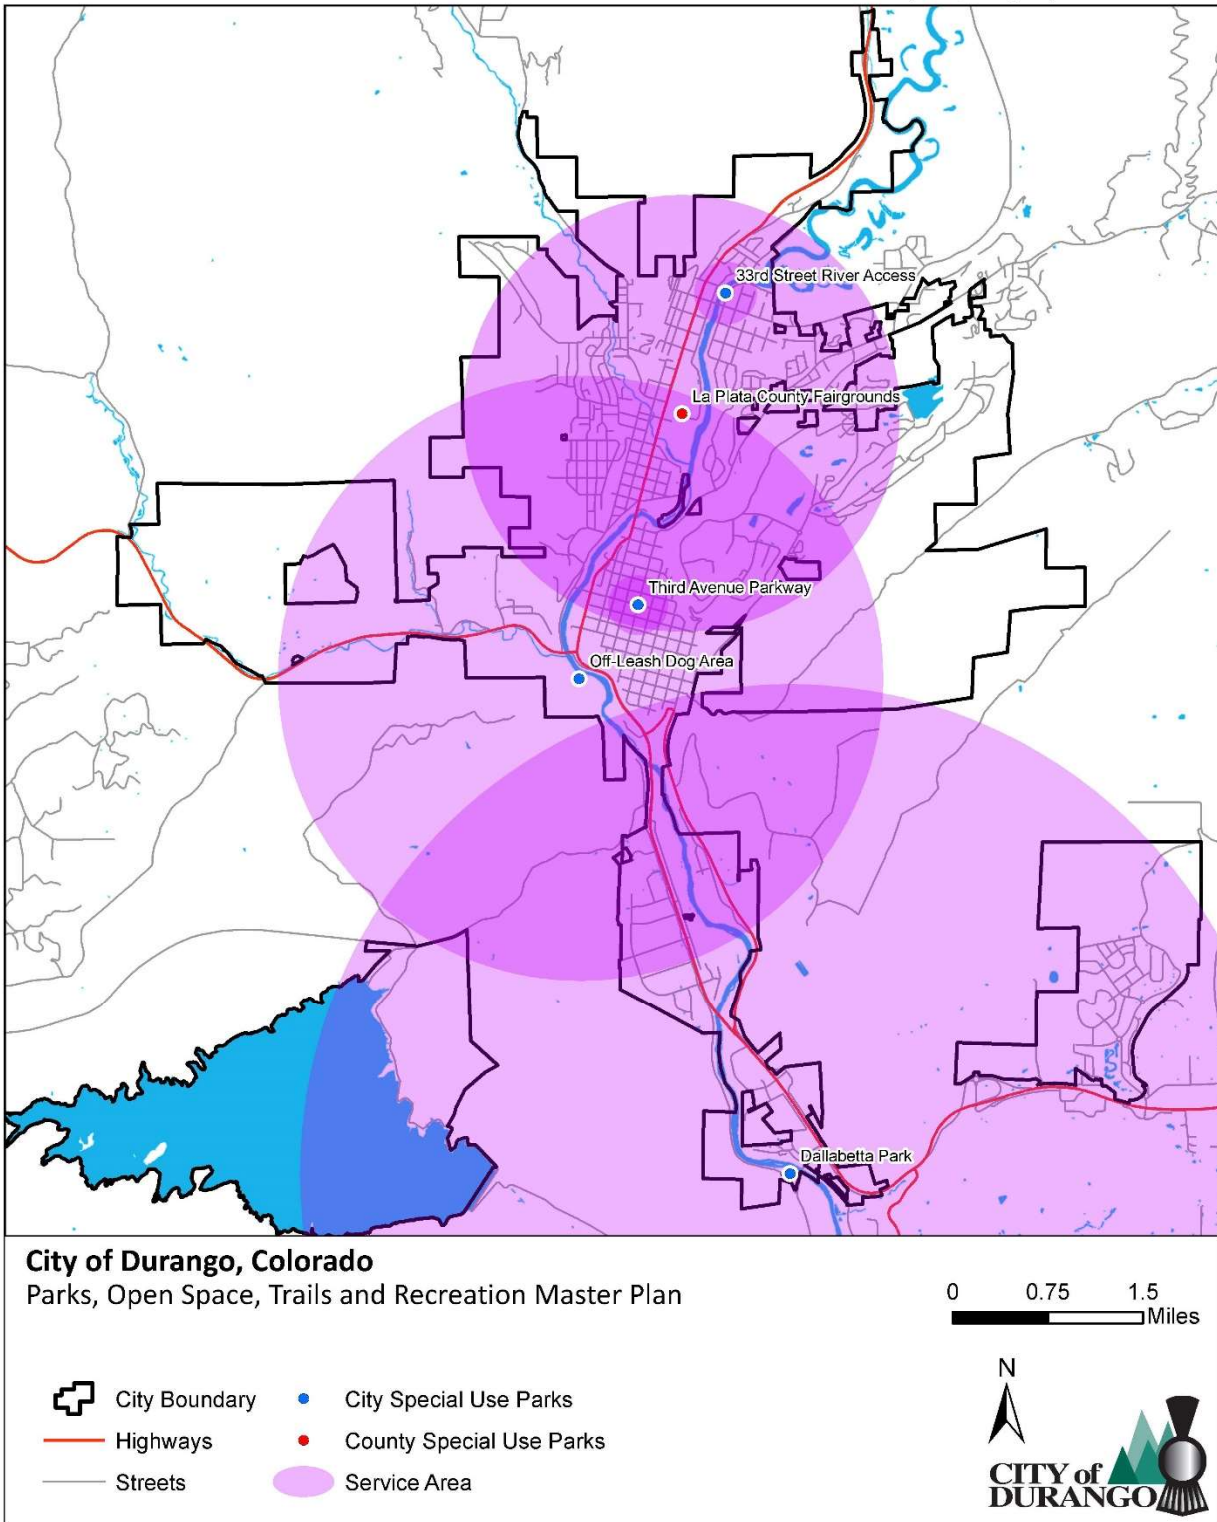 33rd Street River Access
La Plata County Fairgrounds
Third Avenue Parkway
Off-Leash Dog Area
Dallabetta Park
City of Durango, Colorado
Parks, Open Space, Trails and Recreation Master Plan
0 0.75 1.5
Miles
City Boundary
City Special Use Parks
Highways
County Special Use Parks
Streets
Service Area
N
CITY of
DURANGO